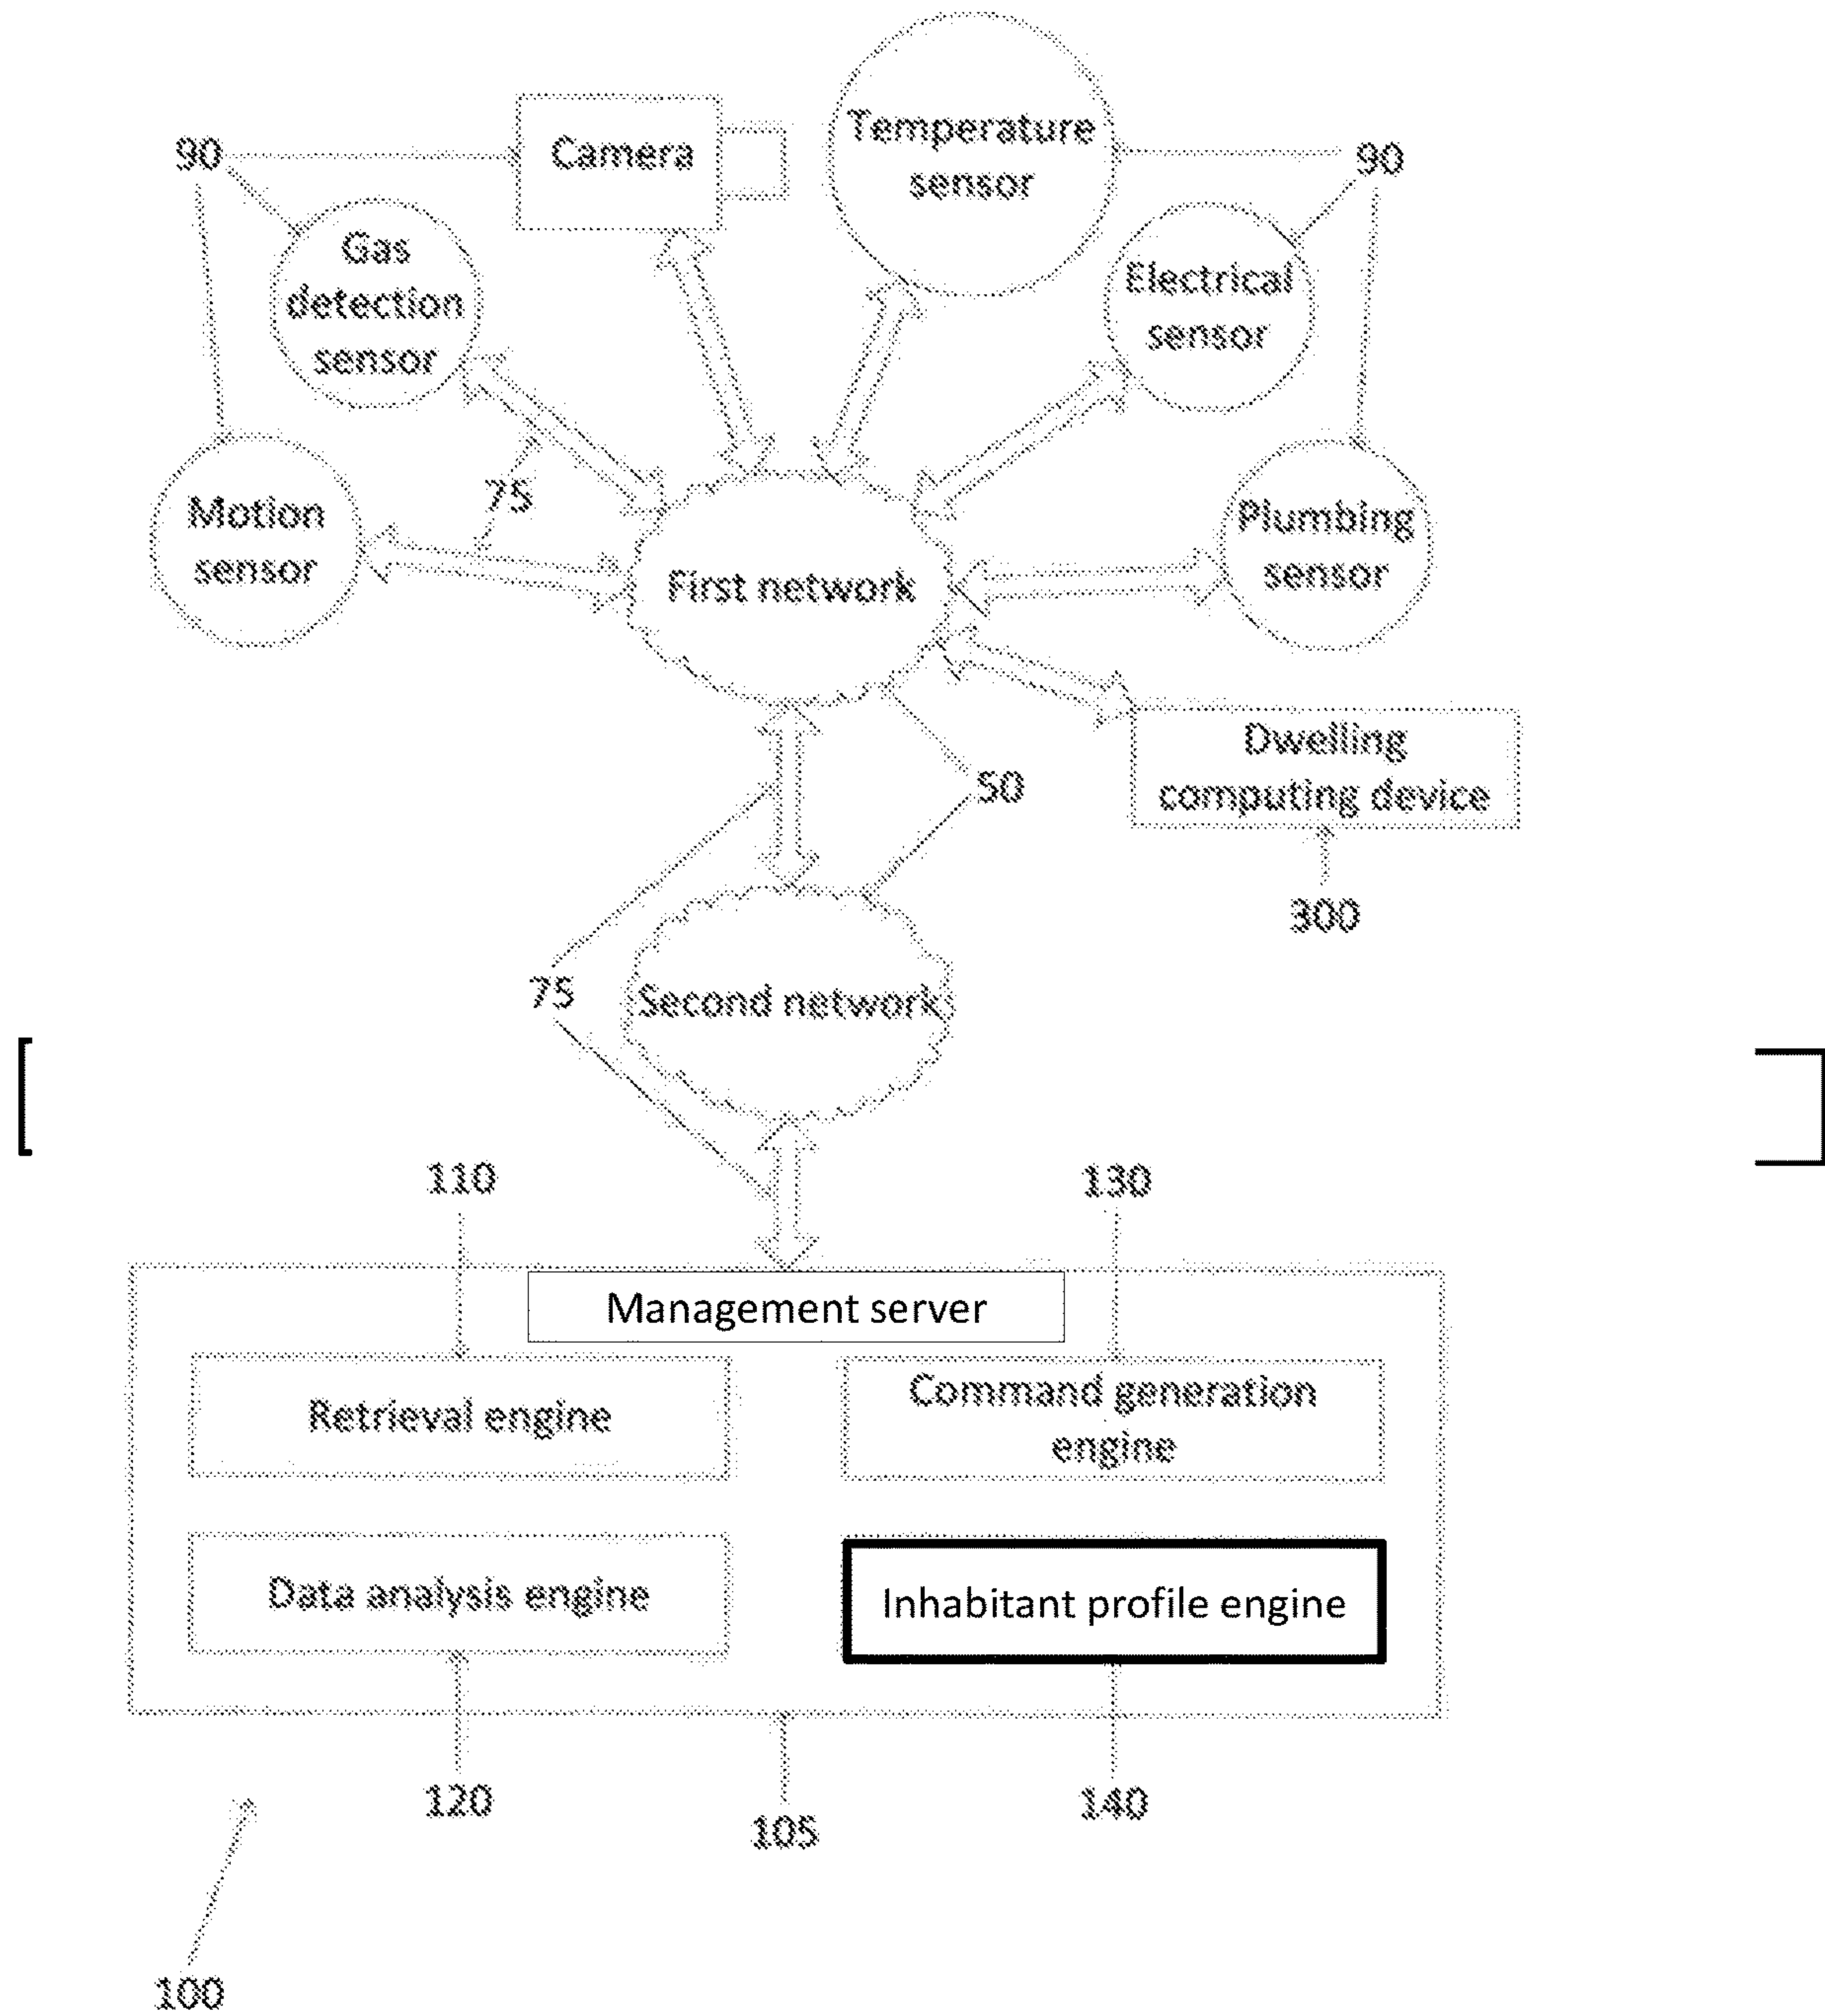 Temperature
sensor
Camera
90
90
Gas
detection
sensor
Electrical
sensor
75
Motion
sensor
Plumbing
sensor
First network
Dwelling
computing device
50
300
75
Second network
[
]
110
130
Management server
Retrieval engine
Command generation
engine
Data analysis engine
Inhabitant profile engine
120
105
140
100